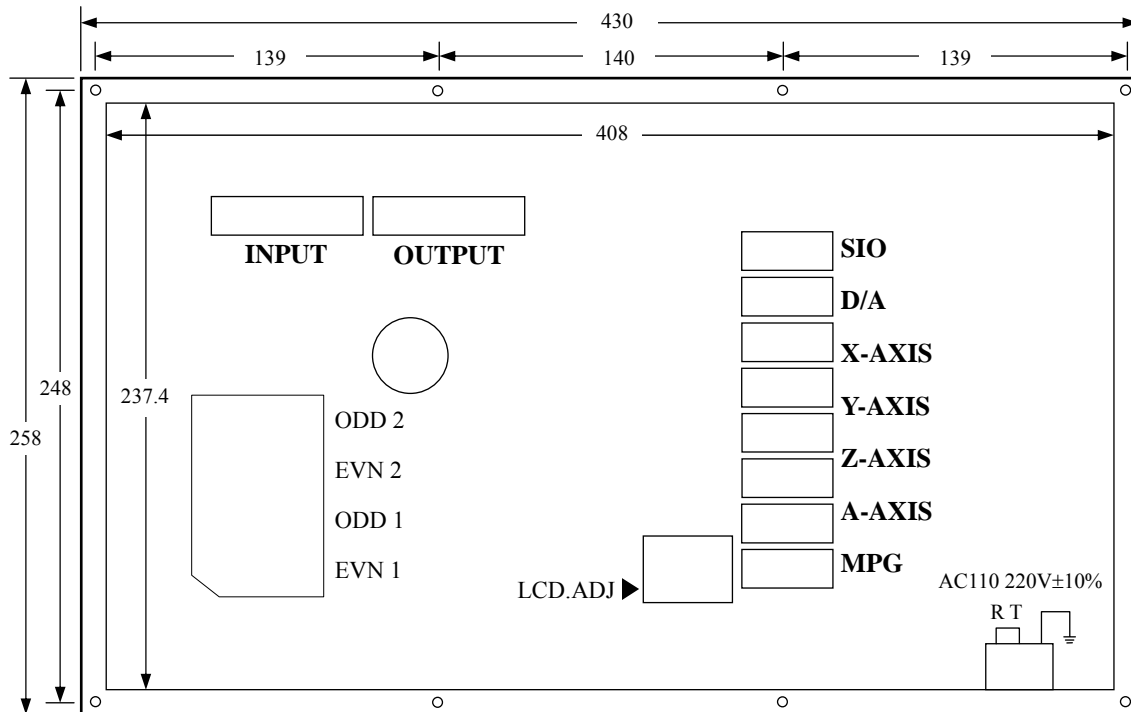 430
139
140
139
408
INPUT
OUTPUT
SIO
D/A
X-AXIS
248
237.4
Y-AXIS
258
ODD 2
EVN 2
Z-AXIS
ODD 1
A-AXIS
EVN 1
MPG
LCD.ADJ
AC110 220V±10%
R T